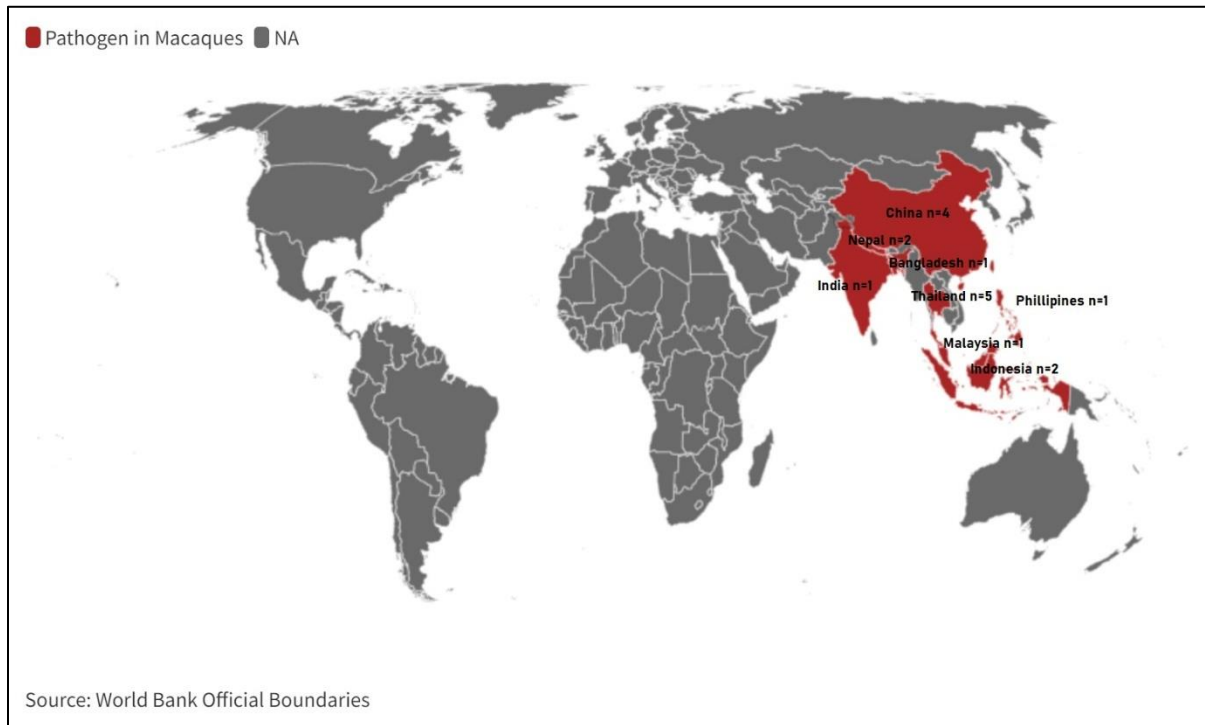 Pathogen in Macaques NA
China n=4
Nepal n=2
Bangladesh n=1
India n=1
Thailand n=5
Phillipines n=1
Malaysia n=1
Indonesia n=2
Source: World Bank Official Boundaries